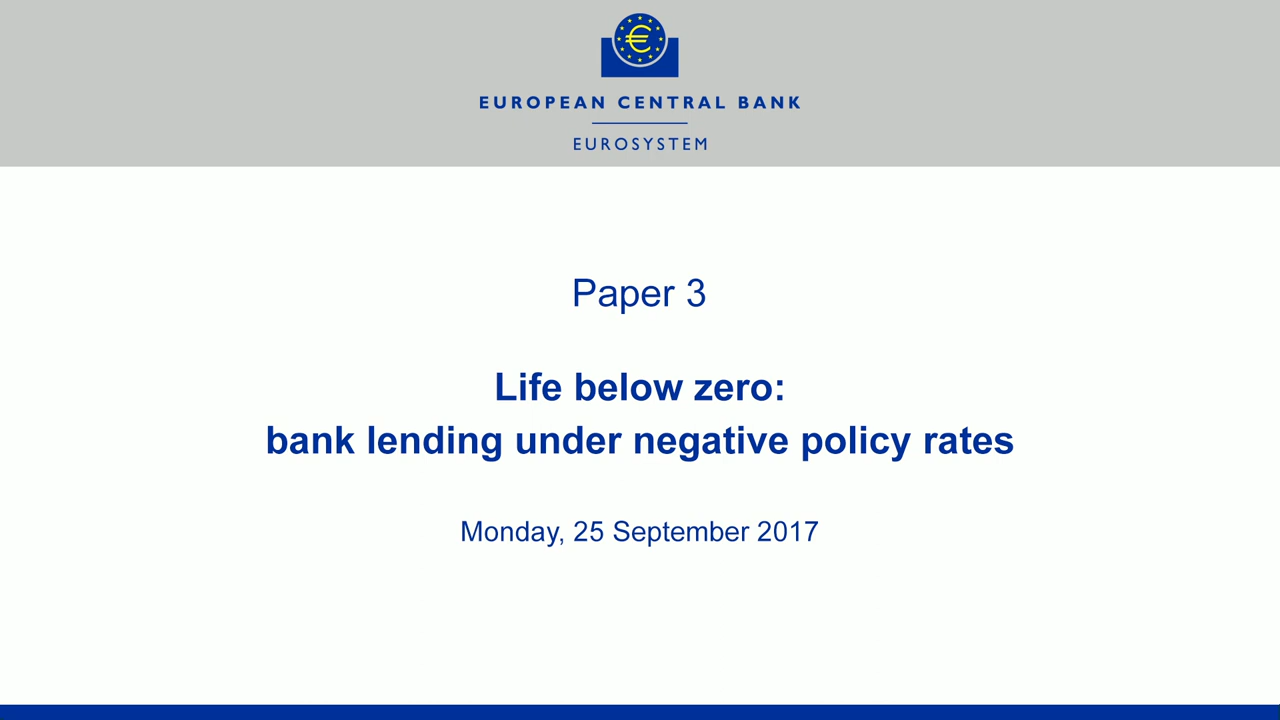 €
EUROPEAN CENTRAL BANK
EUROSYSTEM
Paper 3
Life below zero:
bank lending under negative policy rates
Monday, 25 September 2017